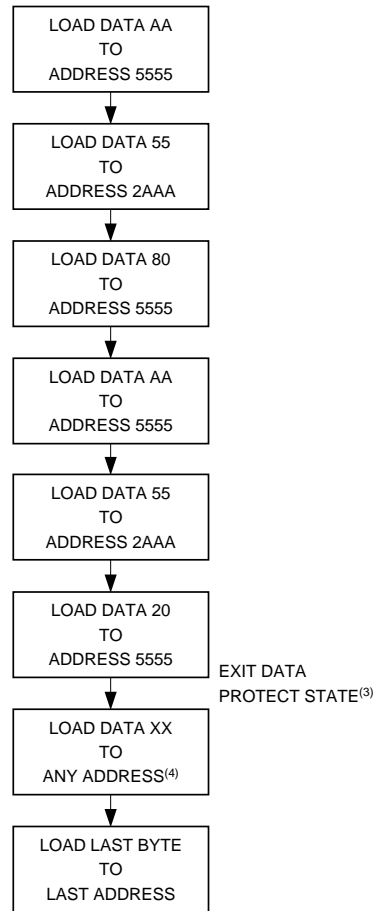 LOAD DATA AA
TO
ADDRESS 5555
LOAD DATA 55
TO
ADDRESS 2AAA
LOAD DATA 80
TO
ADDRESS 5555
LOAD DATA AA
TO
ADDRESS 5555
LOAD DATA 55
TO
ADDRESS 2AAA
LOAD DATA 20
TO
ADDRESS 5555
EXIT DATA
PROTECT STATE(3)
LOAD DATA XX
TO
ANY ADDRESS(4)
LOAD LAST BYTE
TO
LAST ADDRESS